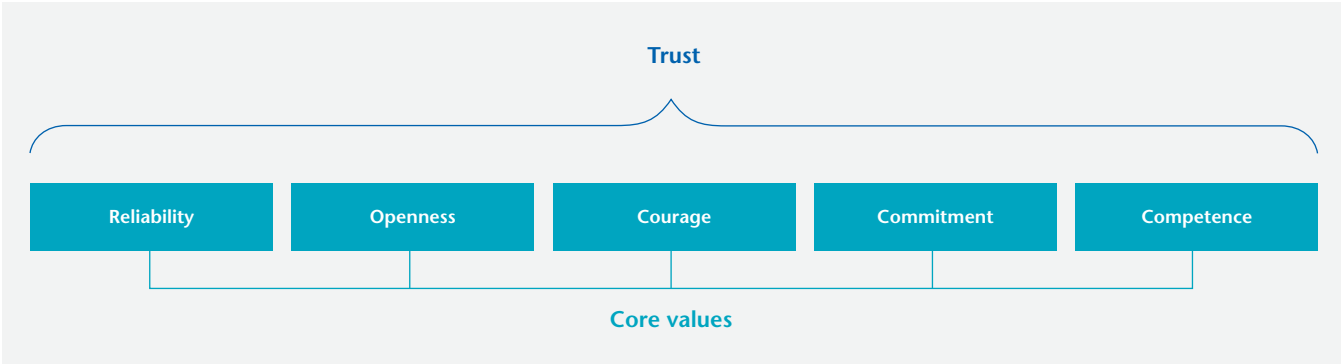 Trust
Reliability
Openness
Courage
Commitment
Competence
Core values